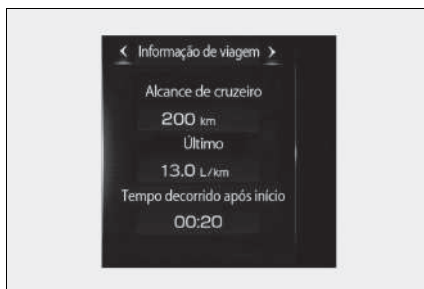 < Informação de viagem >
Alcance de cruzeiro
200 km
Último
13.0 L/km
Tempo decorrido após início
00:20